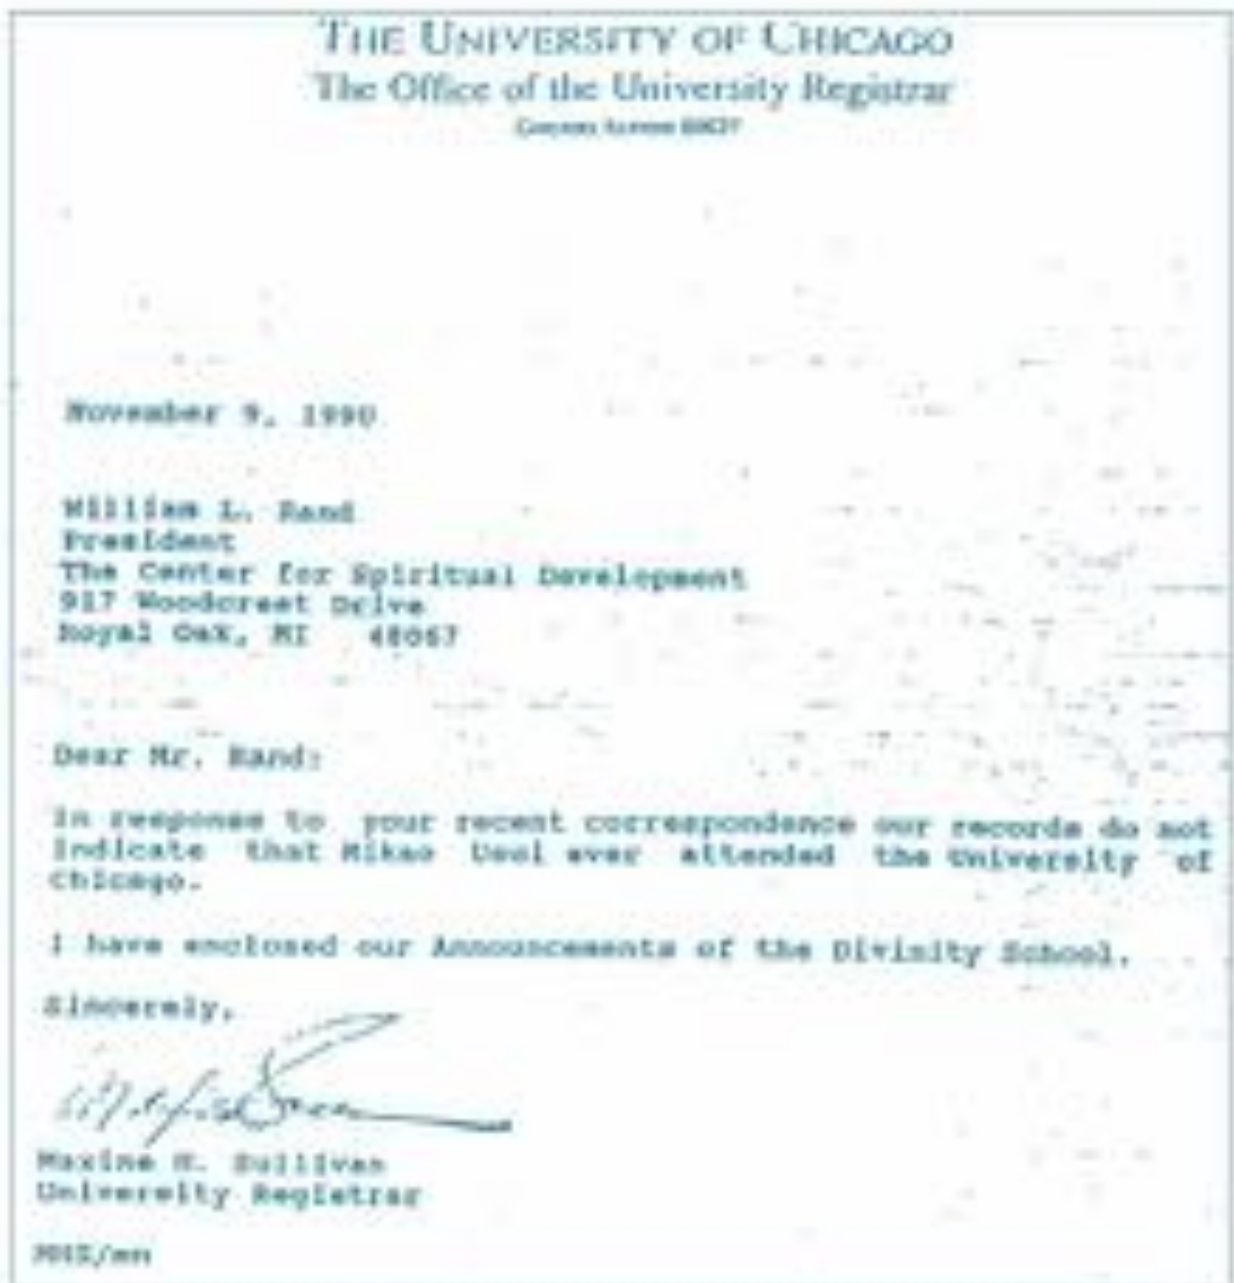 THE UNIVERSITY OF CHICAGO
The Office of the University Registrar
November 9, 1990
William L. Rand
President
The Center for Spiritual Development
917 Woodcrest Drive
Royal Oak, MI 48067
Dear Mr. Rand:
In response to your recent correspondence our records do not
indicate that Mikao Usui ever attended the University of
Chicago.
I have enclosed our Announcements of the Divinity School.
Sincerely,
Maxine H. Sullivan
University Registrar
MHS/